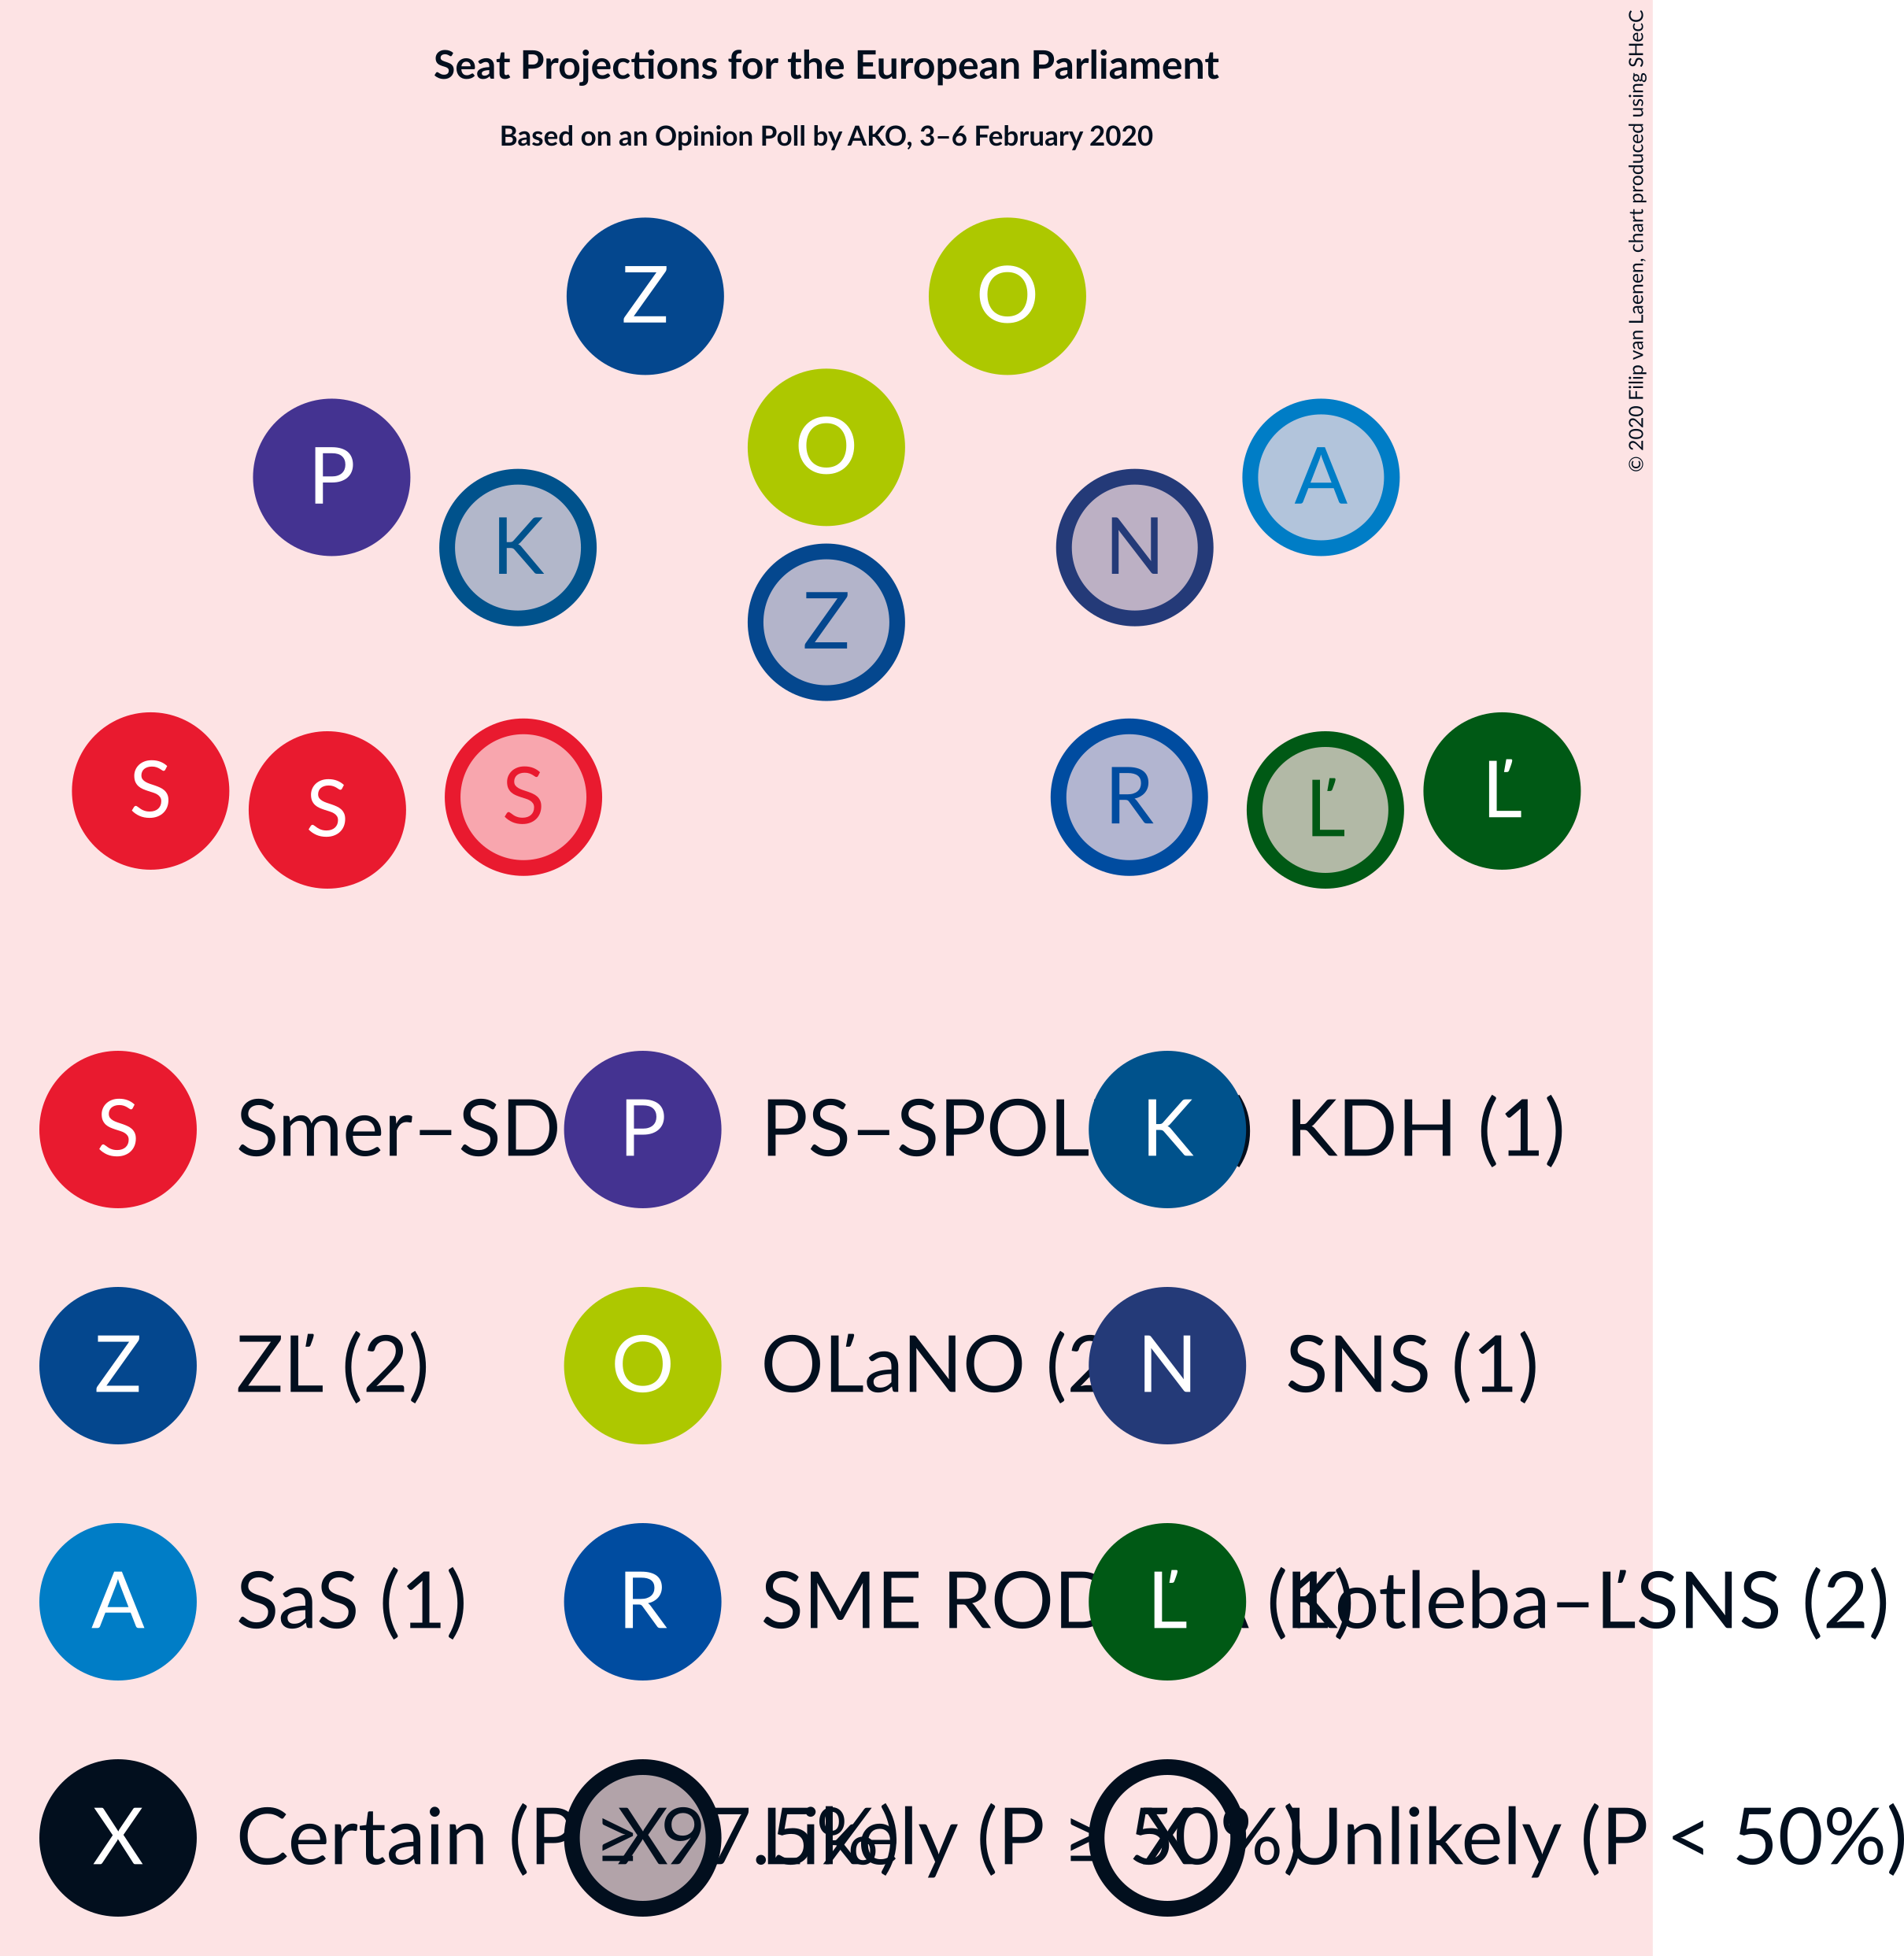 Seat Projections for the European Parliament
Based on an Opinion Poll by AKO, 3–6 February 2020
© 2020 Filip van Laenen, chart produced using SHecC
Z O
O
P A
K N
Z
S S S R Ľ Ľ
S Smer–SD P PS–SPOL K KDH (1)
Z ZĽ (2) O OĽaNO (2 N SNS (1)
A SaS (1) R SME ROD (1) Ľ Kotleba–ĽSNS (2)
X Certain (P ≥ 97.5%) X Likely (P ≥ 50%) X Unlikely (P < 50%)